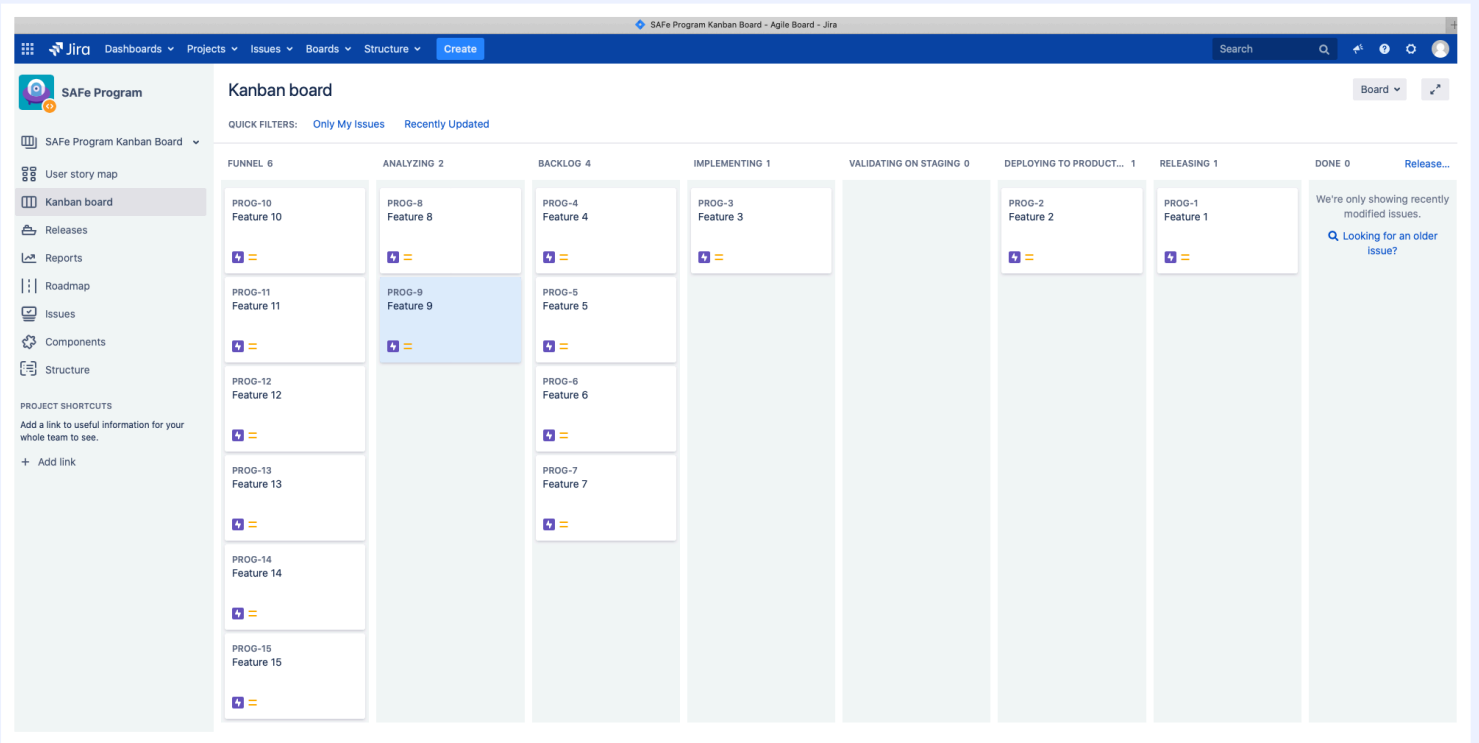 SAFe Program Kanban Board - Agile Board - Jira
Jira Dashboards Projects Issues Boards Structure Create Search
SAFe Program
SAFe Program Kanban Board
User story map
Kanban board
Releases
Reports
Roadmap
Issues
Components
Structure
PROJECT SHORTCUTS
Add a link to useful information for your
whole team to see.
+ Add link
Kanban board
Board
QUICK FILTERS: Only My Issues Recently Updated
FUNNEL 6
PROG-10
Feature 10
PROG-11
Feature 11
PROG-12
Feature 12
PROG-13
Feature 13
PROG-14
Feature 14
PROG-15
Feature 15
ANALYZING 2
PROG-8
Feature 8
PROG-9
Feature 9
BACKLOG 4
PROG-4
Feature 4
PROG-5
Feature 5
PROG-6
Feature 6
PROG-7
Feature 7
IMPLEMENTING 1
PROG-3
Feature 3
VALIDATING ON STAGING 0
DEPLOYING TO PRODUCT... 1
PROG-2
Feature 2
RELEASING 1
PROG-1
Feature 1
DONE 0 Release...
We're only showing recently
modified issues.
Looking for an older
issue?